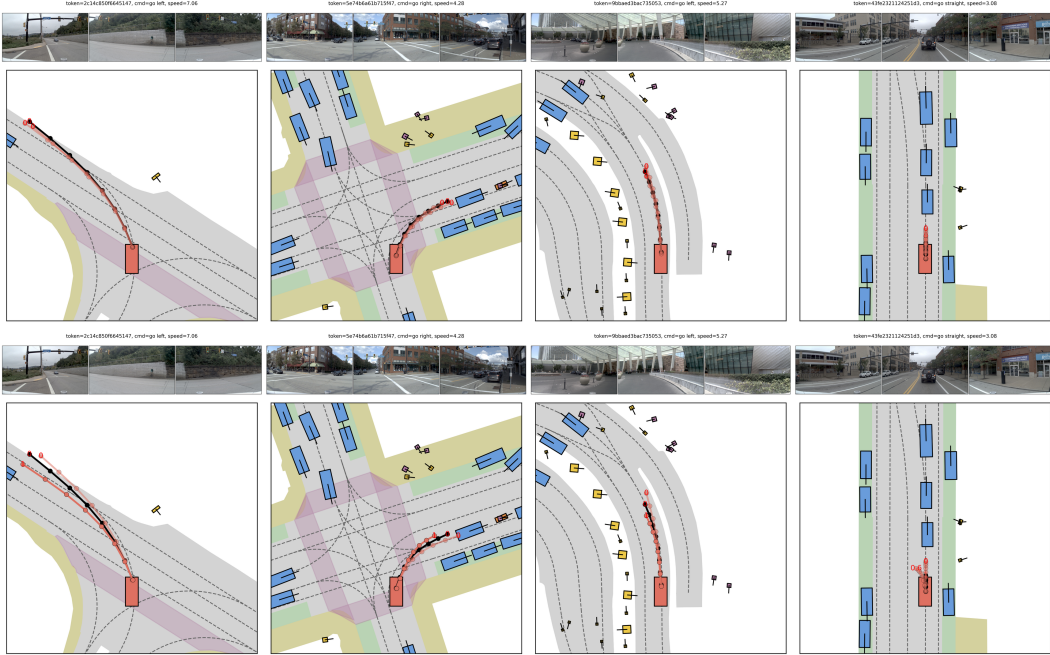 token=2c14c850f6645147, cmd=go left, speed=7.06
token=5e74b6a61b715f47, cmd=go right, speed=4.28
token=9bbaed3bac735053, cmd=go left, speed=5.27
token=43fe2321124251d3, cmd=go straight, speed=3.08
token=2c14c850f6645147, cmd=go left, speed=7.06
token=5e74b6a61b715f47, cmd=go right, speed=4.28
token=9bbaed3bac735053, cmd=go left, speed=5.27
token=43fe2321124251d3, cmd=go straight, speed=3.08